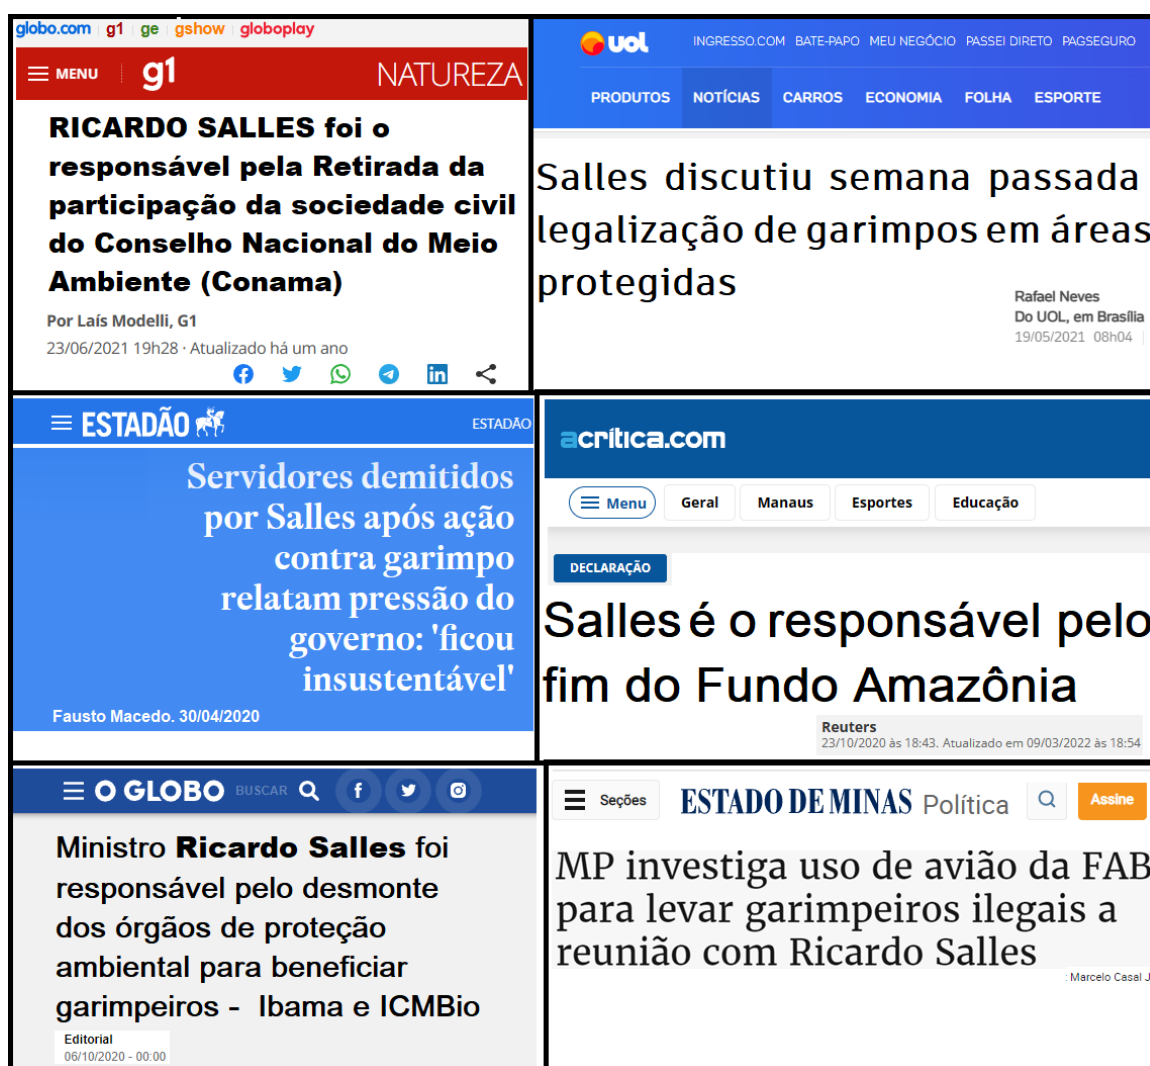 globo.com g1 ge gshow globoplay
MENU g1 NATUREZA
RICARDO SALLES foi o
responsável pela Retirada da
participação da sociedade civil
do Conselho Nacional do Meio
Ambiente (Conama)
Por Laís Modelli, G1
23/06/2021 19h28 · Atualizado há um ano
UOL INGRESSO.COM BATE-PAPO MEU NEGÓCIO PASSEI DIRETO PAGSEGURO
PRODUTOS NOTÍCIAS CARROS ECONOMIA FOLHA ESPORTE
Salles discutiu semana passada
legalização de garimpos em áreas
protegidas
Rafael Neves
Do UOL, em Brasília
19/05/2021 08h04
ESTADÃO ESTADÃO
Servidores demitidos
por Salles após ação
contra garimpo
relatam pressão do
governo: 'ficou
insustentável'
Fausto Macedo. 30/04/2020
acrítica.com
Menu Geral Manaus Esportes Educação
DECLARAÇÃO
Salles é o responsável pelo
fim do Fundo Amazônia
Reuters
23/10/2020 às 18:43. Atualizado em 09/03/2022 às 18:54
O GLOBO BUSCAR
Ministro Ricardo Salles foi
responsável pelo desmonte
dos órgãos de proteção
ambiental para beneficiar
garimpeiros - Ibama e ICMBio
Editorial
06/10/2020 - 00:00
Seções ESTADO DE MINAS Política Assine
MP investiga uso de avião da FAB
para levar garimpeiros ilegais a
reunião com Ricardo Salles
: Marcelo Casal J